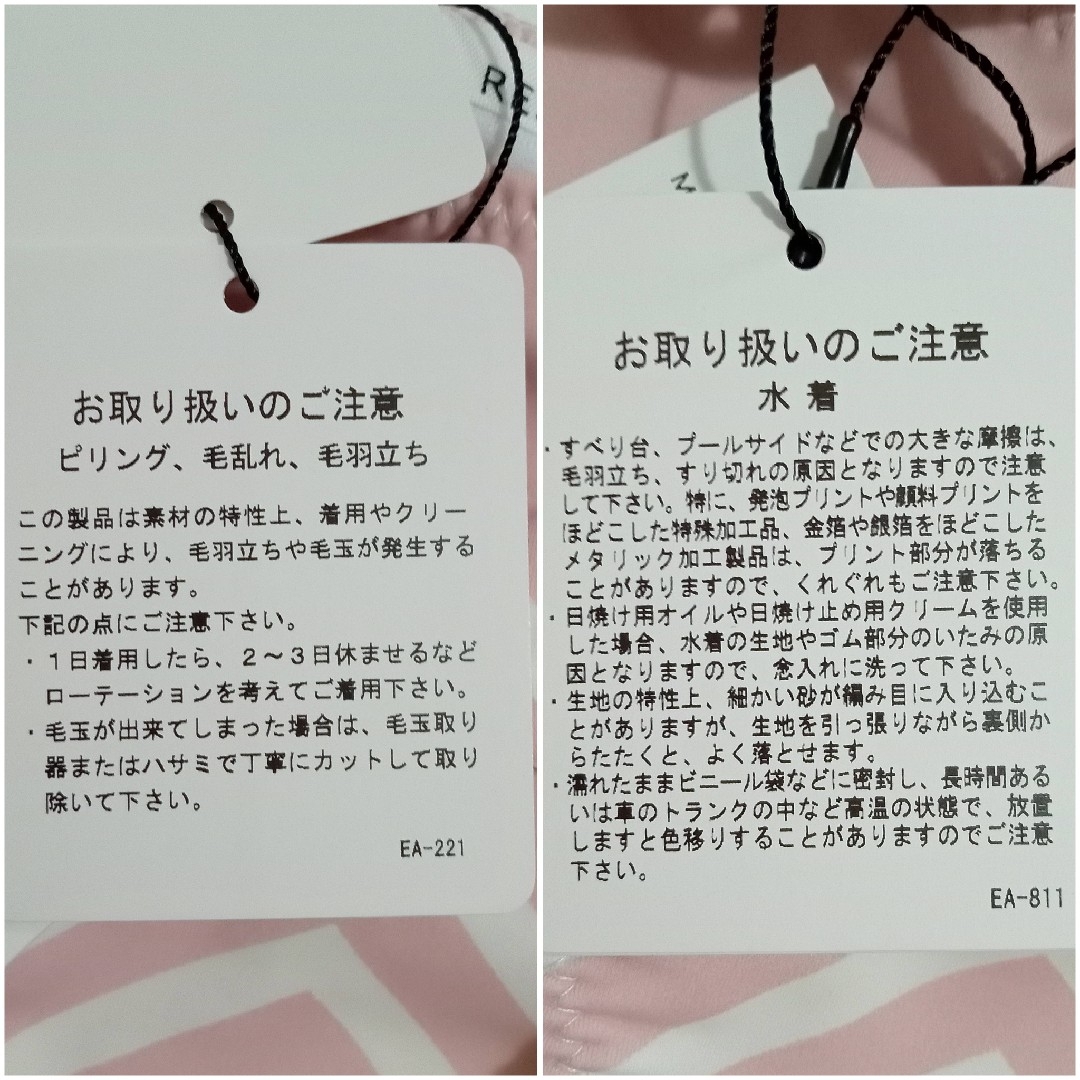 お取り扱いのご注意
ピリング、毛乱れ、毛羽立ち
この製品は素材の特性上、着用やクリー
ニングにより、毛羽立ちや毛玉が発生する
ことがあります。
下記の点にご注意下さい。
・1日着用したら、2～3日休ませるなど
ローテーションを考えてご着用下さい。
・毛玉が出来てしまった場合は、毛玉取り
器またはハサミで丁寧にカットして取り
除いて下さい。
EA-221
お取り扱いのご注意
水着
・すべり台、プールサイドなどでの大きな摩擦は、
毛羽立ち、すり切れの原因となりますので注意
して下さい。特に、発泡プリントや顔料プリントを
ほどこした特殊加工品、金箔や銀箔をほどこした
メタリック加工製品は、プリント部分が落ちる
ことがありますので、くれぐれもご注意下さい。
・日焼け用オイルや日焼け止め用クリームを使用
した場合、水着の生地やゴム部分のいたみの原
因となりますので、念入れに洗って下さい。
・生地の特性上、細かい砂が編み目に入り込むこ
とがありますが、生地を引っ張りながら裏側か
らたたくと、よく落とせます。
・濡れたままビニール袋などに密封し、長時間ある
いは車のトランクの中など高温の状態で、放置
しますと色移りすることがありますのでご注意
下さい。
EA-811